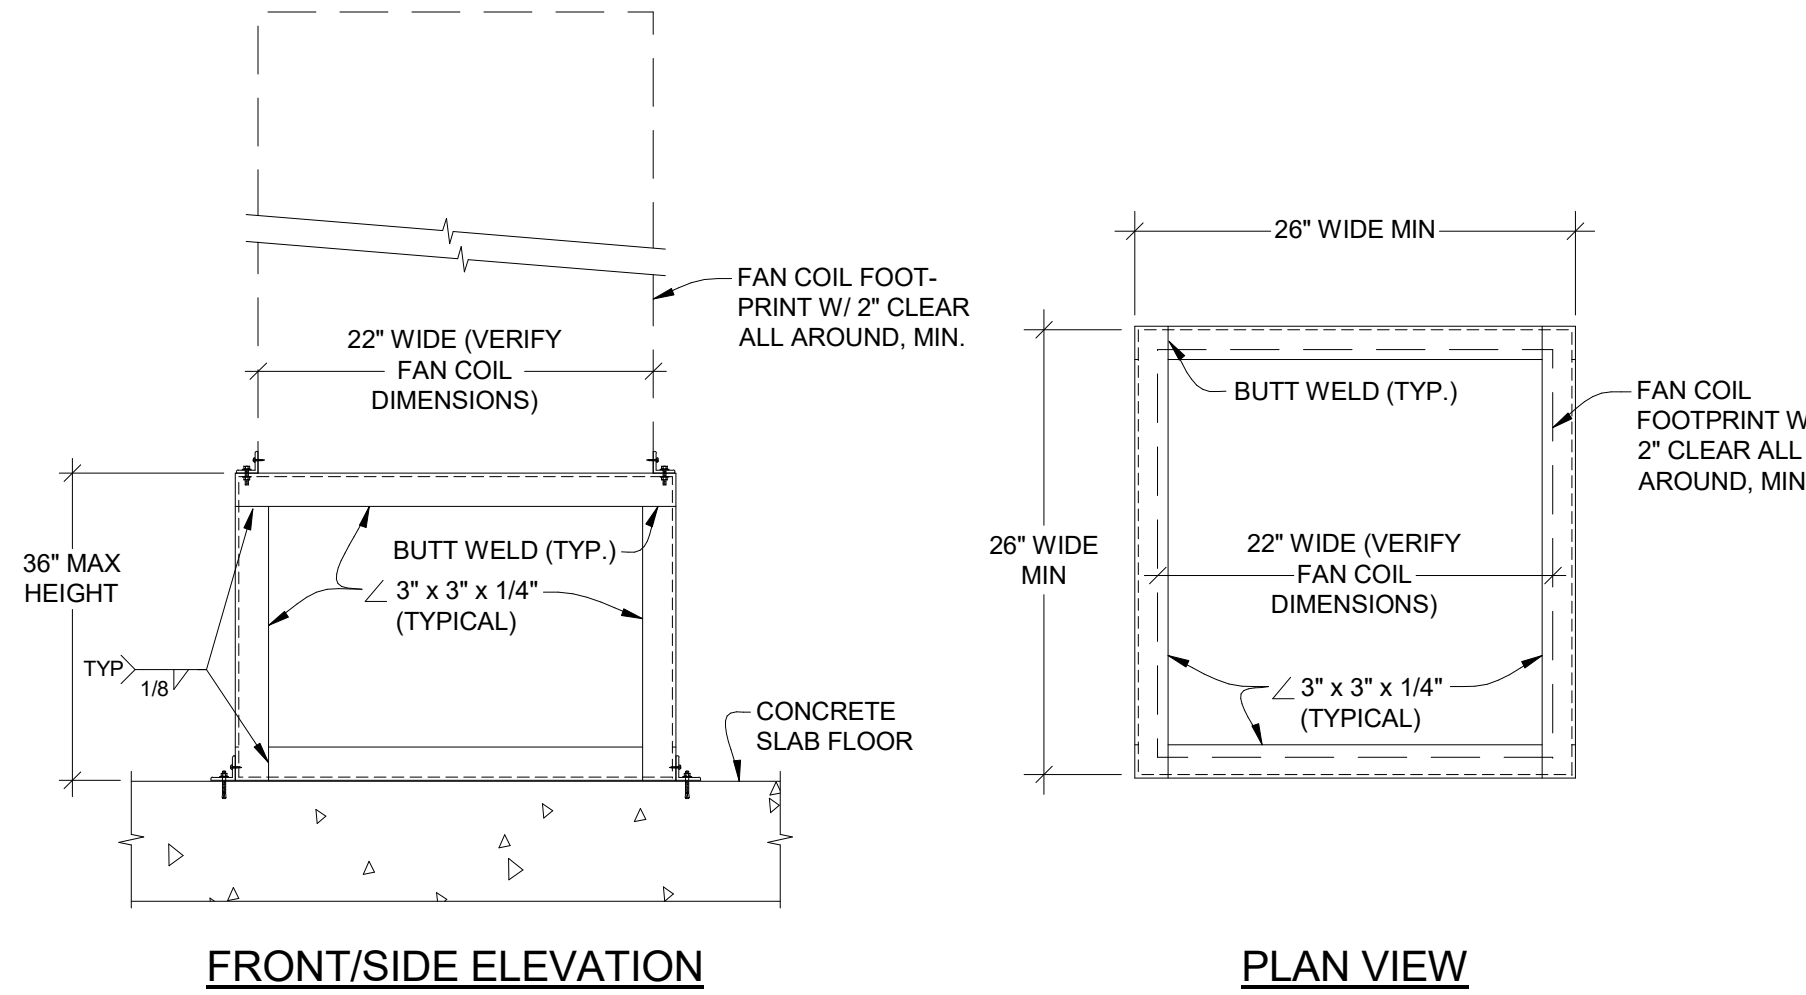 FAN COIL FOOT-
PRINT W/ 2" CLEAR
ALL AROUND, MIN.
22" WIDE (VERIFY
FAN COIL
DIMENSIONS)
36" MAX
HEIGHT
BUTT WELD (TYP.)
3" x 3" x 1/4"
(TYPICAL)
TYP
1/8
CONCRETE
SLAB FLOOR
FRONT/SIDE ELEVATION
26" WIDE MIN
BUTT WELD (TYP.)
FAN COIL
FOOTPRINT W
2" CLEAR ALL
AROUND, MIN
26" WIDE
MIN
22" WIDE (VERIFY
FAN COIL
DIMENSIONS)
3" x 3" x 1/4"
(TYPICAL)
PLAN VIEW